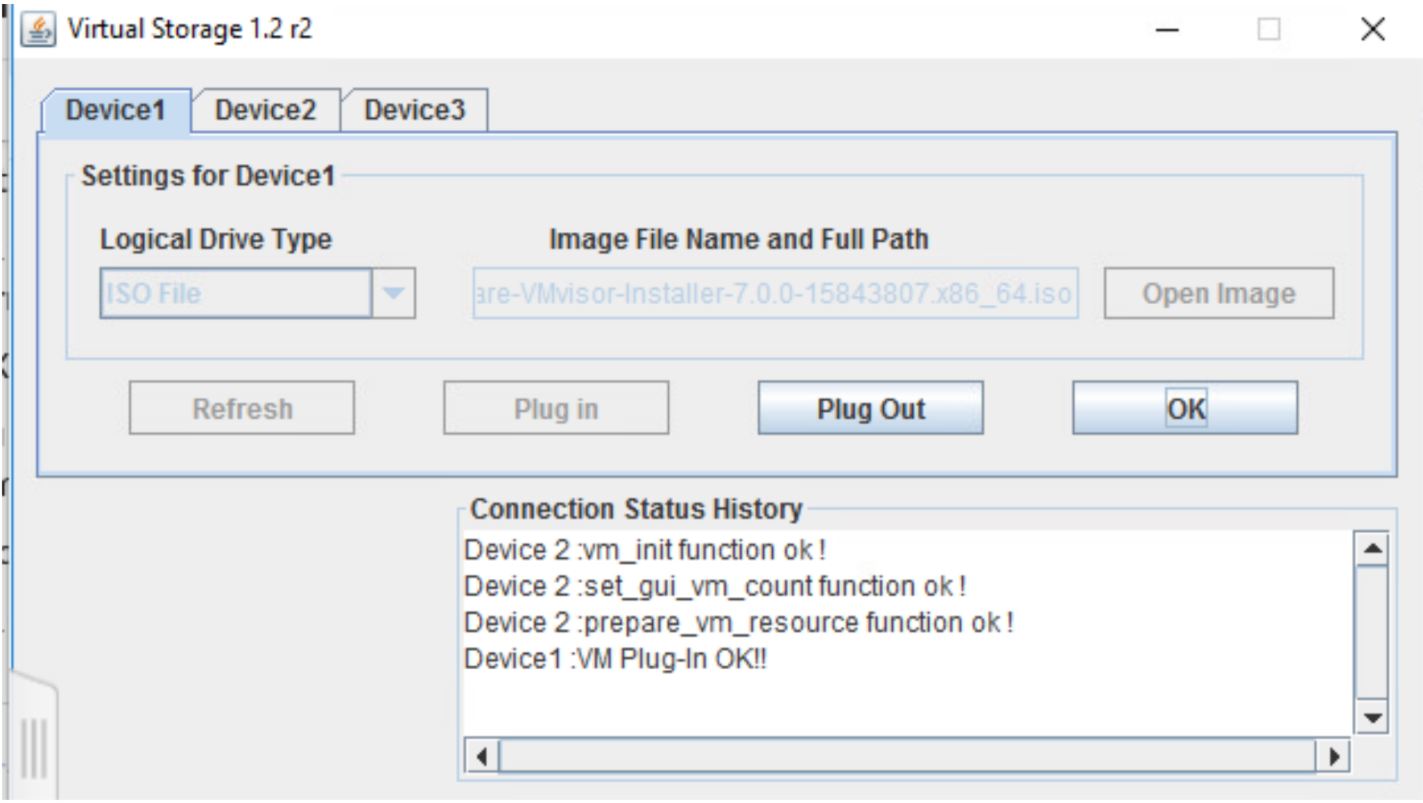 Virtual Storage 1.2 r2
Device1 Device2 Device3
Settings for Device1
Logical Drive Type Image File Name and Full Path
ISO File are-VMvisor-Installer-7.0.0-15843807.x86_64.iso Open Image
Refresh Plug in Plug Out OK
Connection Status History
Device 2 :vm_init function ok !
Device 2 :set_gui_vm_count function ok !
Device 2 :prepare_vm_resource function ok !
Device1 :VM Plug-In OK!!